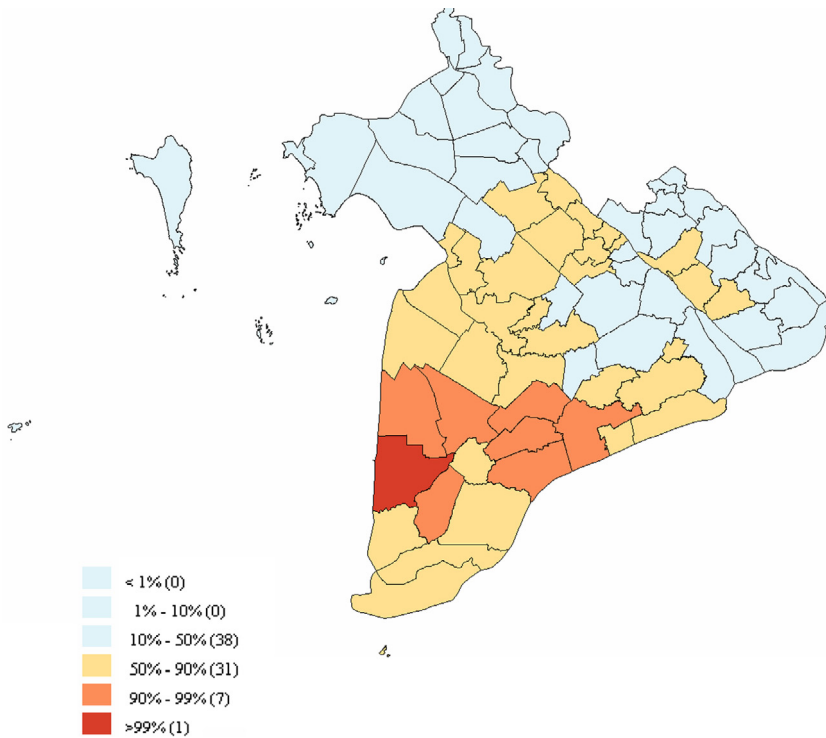 < 1% (0)
1% - 10% (0)
10% - 50% (38)
50% - 90% (31)
90% - 99% (7)
>99% (1)